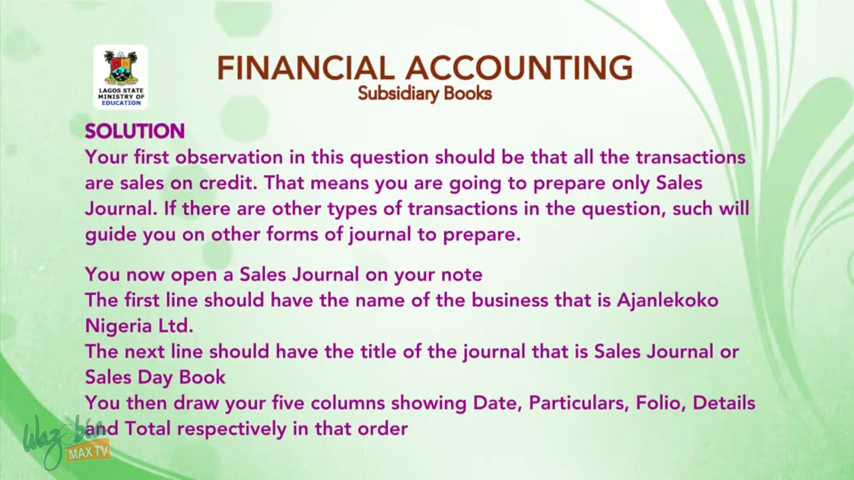 FINANCIAL ACCOUNTING
Subsidiary Books
LAGOS STATE
MINISTRY OF
EDUCATION
SOLUTION
Your first observation in this question should be that all the transactions
are sales on credit. That means you are going to prepare only Sales
Journal. If there are other types of transactions in the question, such will
guide you on other forms of journal to prepare.
You now open a Sales Journal on your note
The first line should have the name of the business that is Ajanlekoko
Nigeria Ltd.
The next line should have the title of the journal that is Sales Journal or
Sales Day Book
You then draw your five columns showing Date, Particulars, Folio, Details
and Total respectively in that order
Wazobia
MAX TV